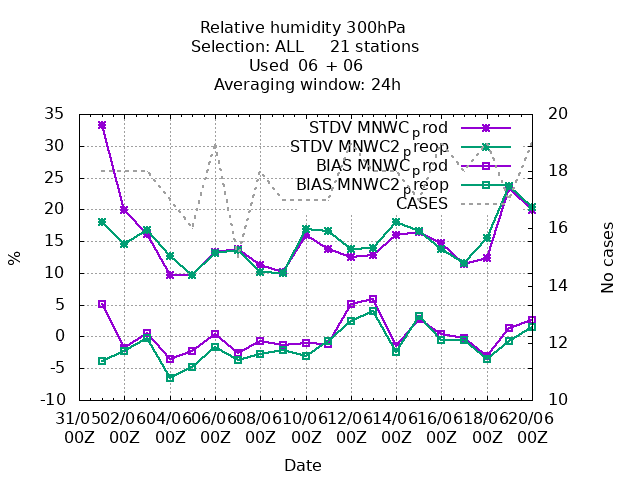 Relative humidity 300hPa
Selection: ALL 21 stations
Used 06 + 06
Averaging window: 24h
35 20
STDV MNWC_prod
30 STDV MNWC2_preop
BIAS MNWC_prod 18
25 BIAS MNWC2_preop
CASES
20 16
15
% No cases
10 14
5
0 12
-5
-10 10
31/05 02/06 04/06 06/06 08/06 10/06 12/06 14/06 16/06 18/06 20/06
00Z 00Z 00Z 00Z 00Z 00Z 00Z 00Z 00Z 00Z 00Z
Date